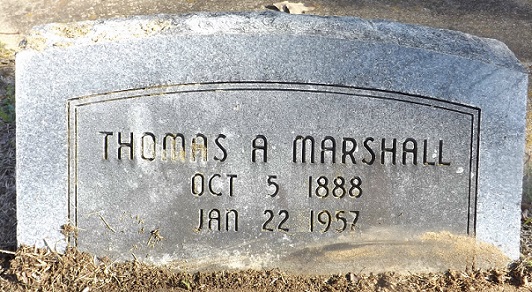 THOMAS A MARSHALL
OCT 5 1888
JAN 22 1957